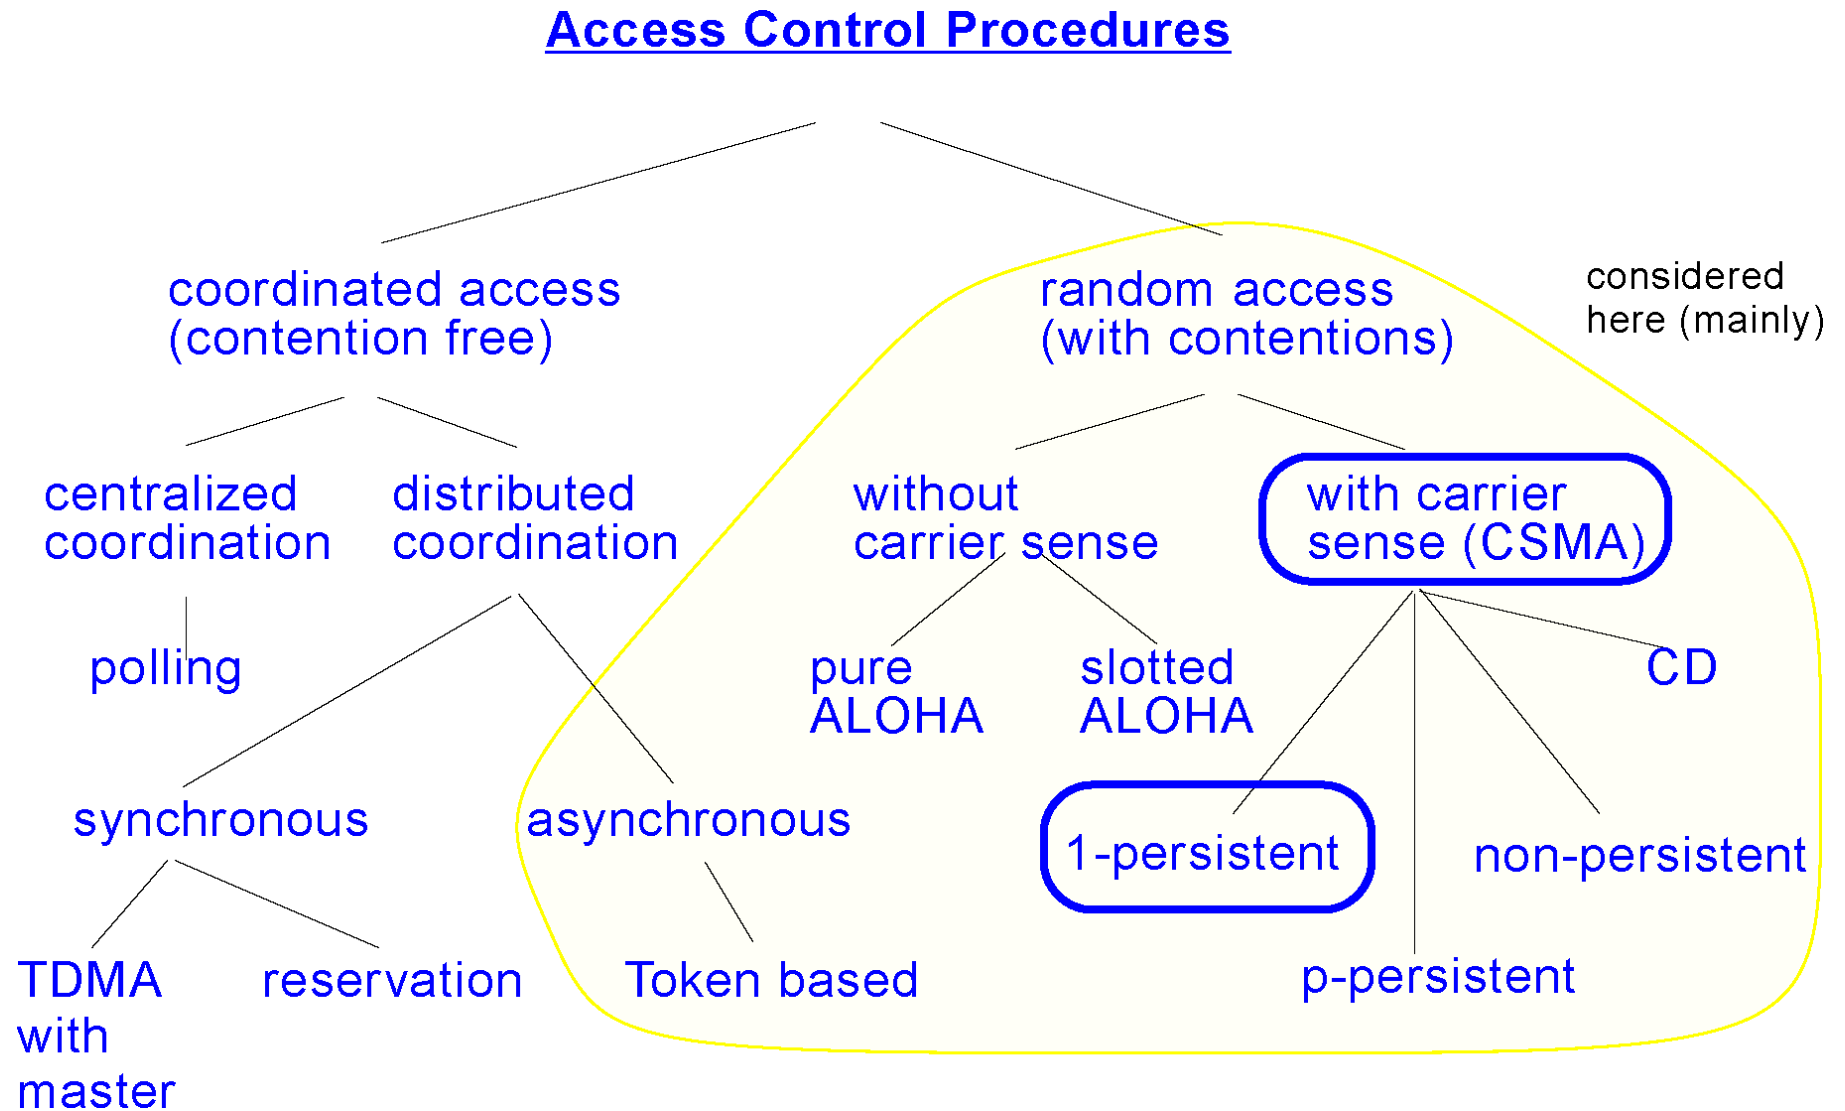 Access Control Procedures
coordinated access
(contention free)
random access
(with contentions)
considered
here (mainly)
centralized
coordination
distributed
coordination
without
carrier sense
with carrier
sense (CSMA)
polling
pure
ALOHA
slotted
ALOHA
CD
synchronous
asynchronous
1-persistent
non-persistent
TDMA
with
master
reservation
Token based
p-persistent